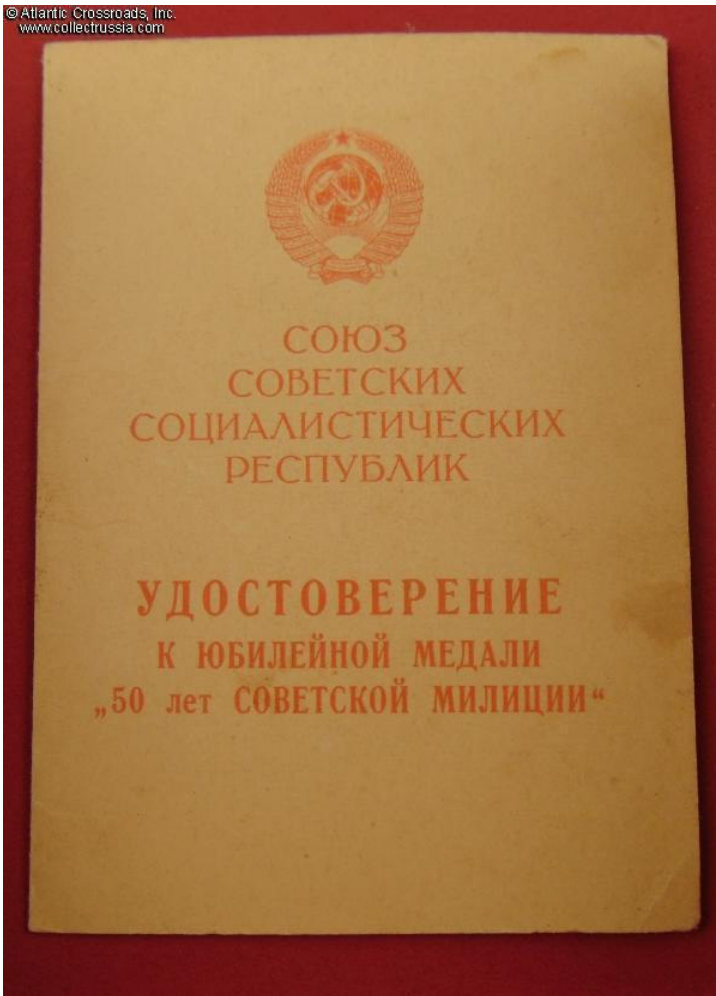 © Atlantic Crossroads, Inc.
www.collectrussia.com
СОЮЗ
СОВЕТСКИХ
СОЦИАЛИСТИЧЕСКИХ
РЕСПУБЛИК
УДОСТОВЕРЕНИЕ
К ЮБИЛЕЙНОЙ МЕДАЛИ
„50 лет СОВЕТСКОЙ МИЛИЦИИ“